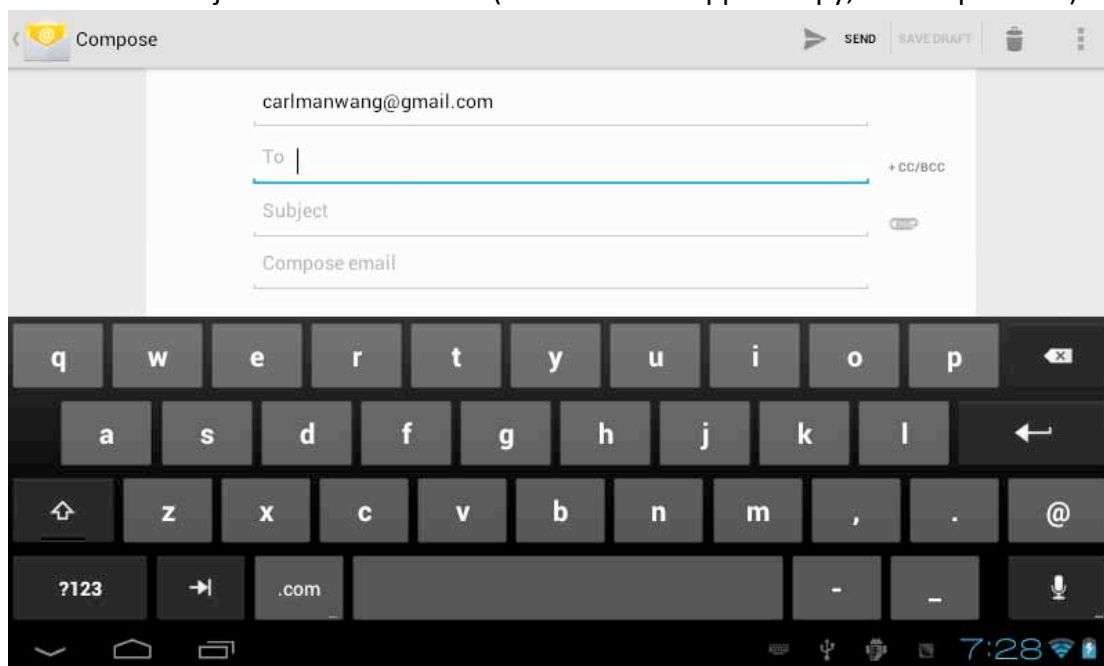 Compose SEND SAVE DRAFT
carlmanwang@gmail.com
To
+ CC/BCC
Subject
Compose email
q w e r t y u i o p
a s d f g h j k l
z x c v b n m , . @
?123 .com - _
7:28